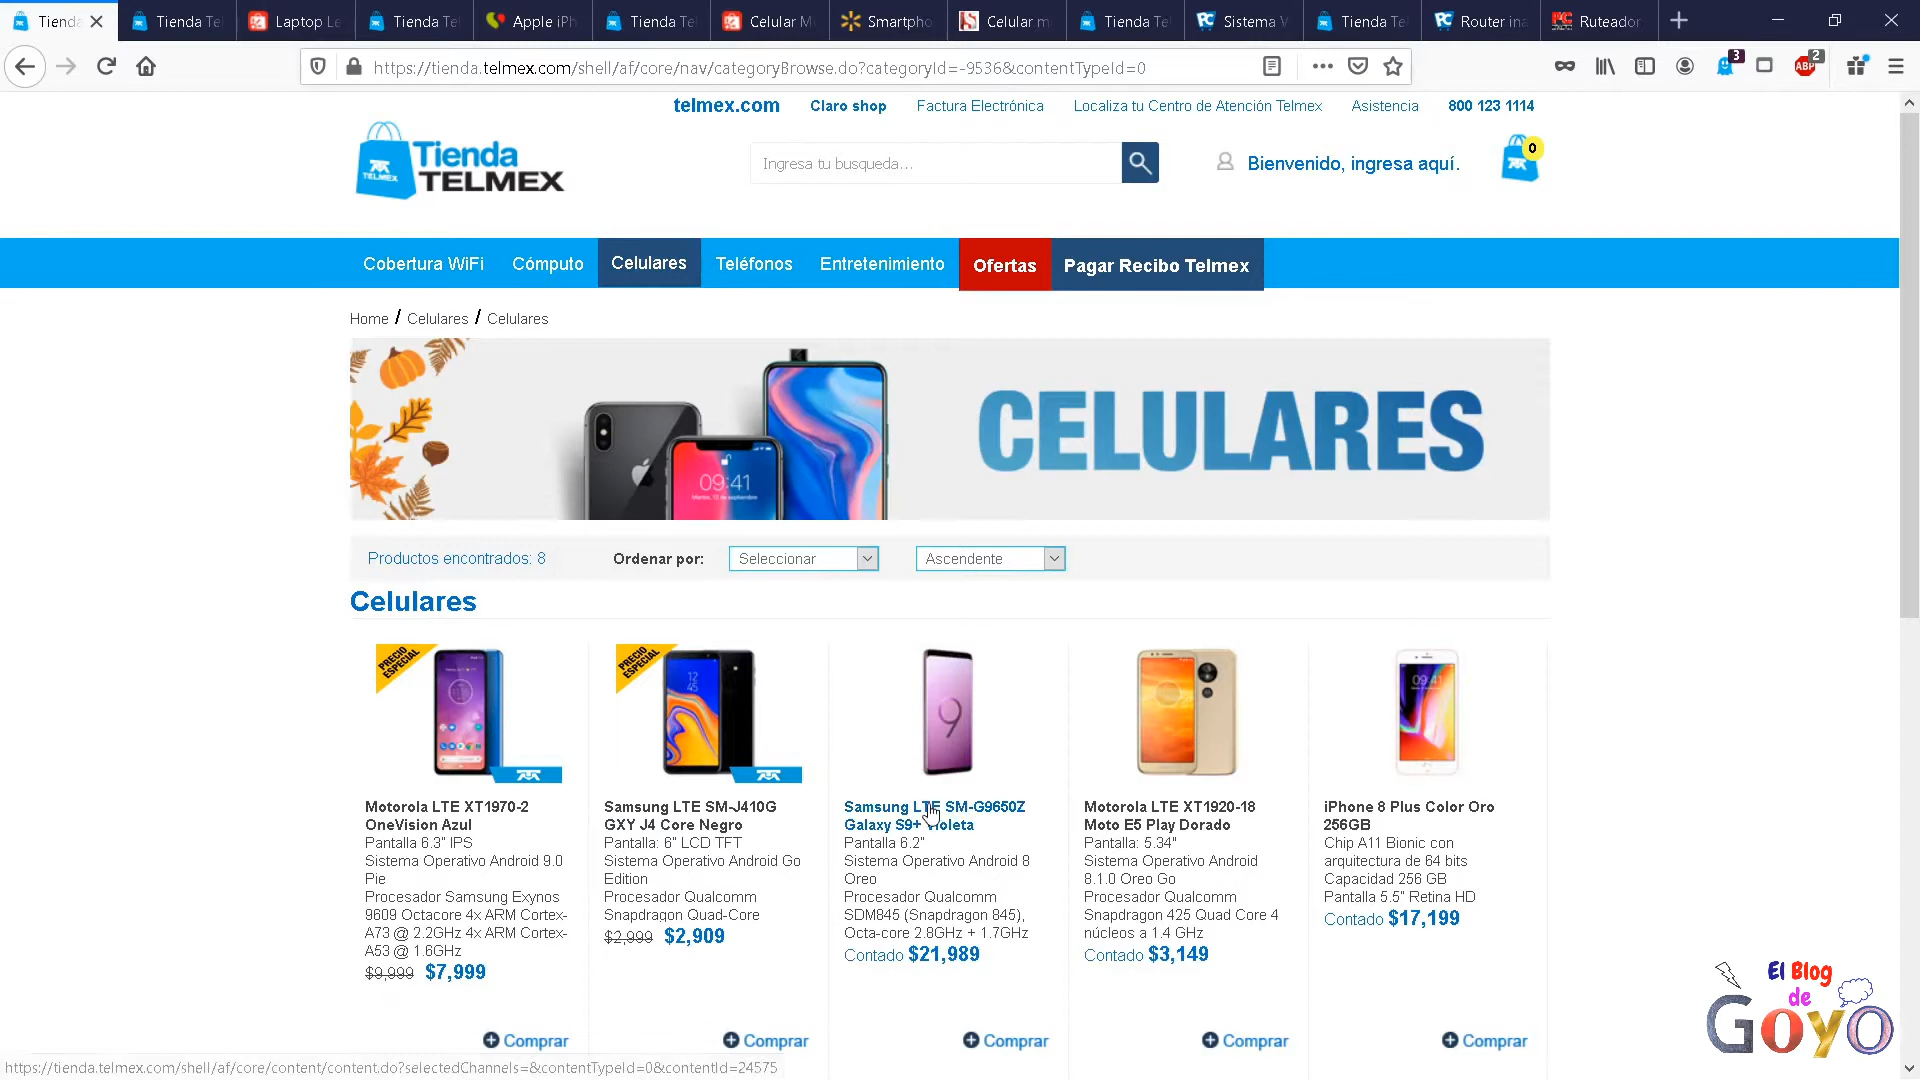 Tienda
Tienda Te
Laptop Le
Tienda Te
Apple iPh
Tienda Te
Celular M
Smartpho
Celular m
Tienda Te
Sistema V
Tienda Te
Router ina
Ruteador
https://tienda.telmex.com/shell/af/core/nav/categoryBrowse.do?categoryId=-9536&contentTypeId=0
3
ABP
2
telmex.com Claro shop Factura Electrónica Localiza tu Centro de Atención Telmex Asistencia 800 123 1114
TELMEX
Tienda
TELMEX
Ingresa tu busqueda...
Bienvenido, ingresa aquí.
TELMEX
0
Cobertura WiFi Cómputo Celulares Teléfonos Entretenimiento Ofertas Pagar Recibo Telmex
Home / Celulares / Celulares
09:41
CELULARES
Productos encontrados: 8 Ordenar por: Seleccionar Ascendente
Celulares
PRECIO ESPECIAL
Motorola LTE XT1970-2
OneVision Azul
Pantalla 6.3" IPS
Sistema Operativo Android 9.0
Pie
Procesador Samsung Exynos
9609 Octacore 4x ARM Cortex-
A73 @ 2.2GHz 4x ARM Cortex-
A53 @ 1.6GHz
$9,999 $7,999
Comprar
PRECIO ESPECIAL
12
45
Samsung LTE SM-J410G
GXY J4 Core Negro
Pantalla: 6" LCD TFT
Sistema Operativo Android Go
Edition
Procesador Qualcomm
Snapdragon Quad-Core
$2,999 $2,909
Comprar
9
Samsung LTE SM-G9650Z
Galaxy S9+ Violeta
Pantalla 6.2"
Sistema Operativo Android 8
Oreo
Procesador Qualcomm
SDM845 (Snapdragon 845),
Octa-core 2.8GHz + 1.7GHz
Contado $21,989
Comprar
Motorola LTE XT1920-18
Moto E5 Play Dorado
Pantalla: 5.34"
Sistema Operativo Android
8.1.0 Oreo Go
Procesador Qualcomm
Snapdragon 425 Quad Core 4
núcleos a 1.4 GHz
Contado $3,149
Comprar
09:41
iPhone 8 Plus Color Oro
256GB
Chip A11 Bionic con
arquitectura de 64 bits
Capacidad 256 GB
Pantalla 5.5" Retina HD
Contado $17,199
Comprar
El Blog
de
Goyo
https://tienda.telmex.com/shell/af/core/content/content.do?selectedChannels=&contentTypeId=0&contentId=24575